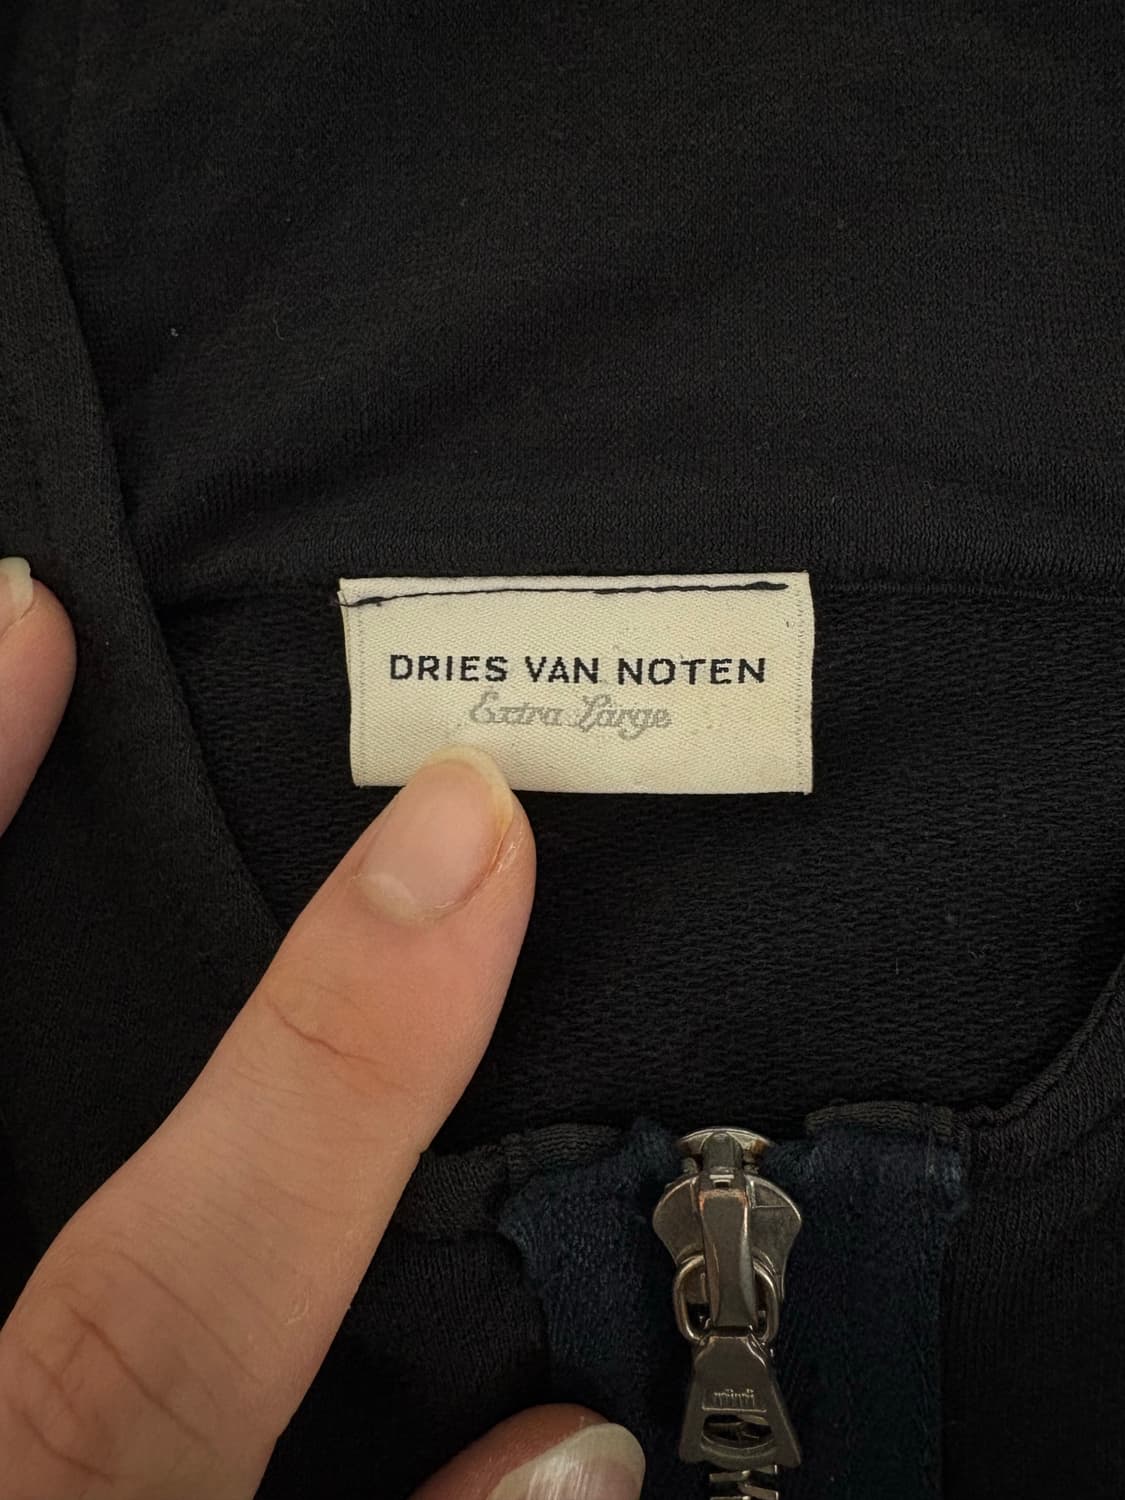 DRIES VAN NOTEN
Extra Large